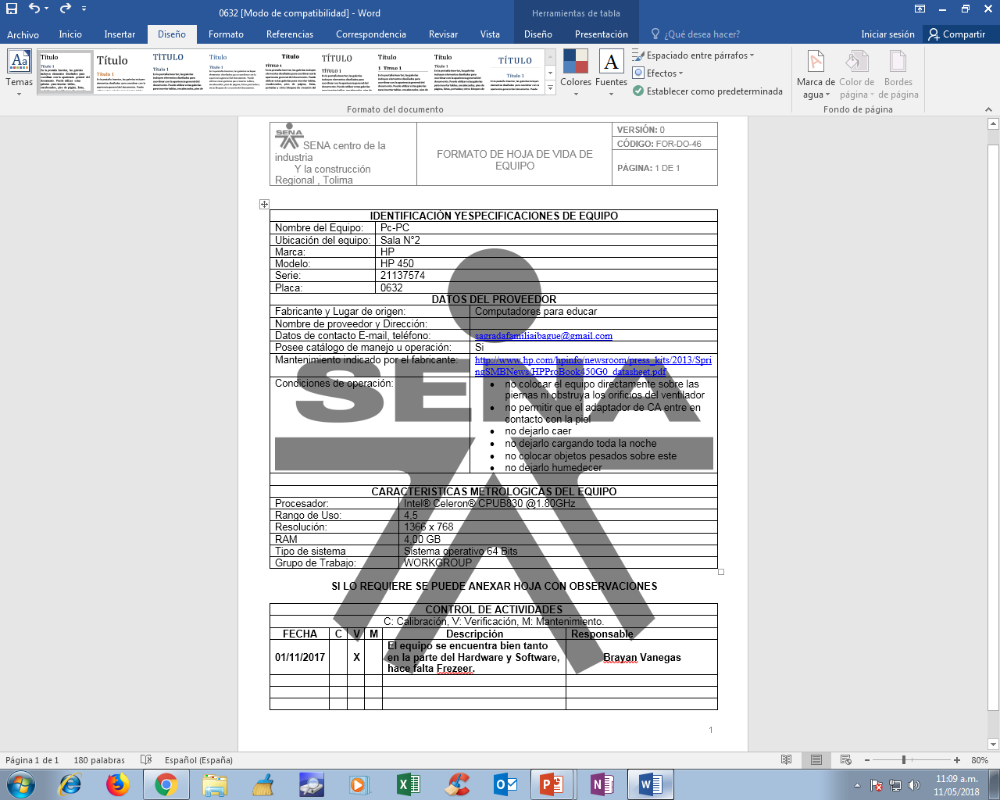 0632 [Modo de compatibilidad] - Word
Herramientas de tabla
Archivo Inicio Insertar Diseño Formato Referencias Correspondencia Revisar Vista Diseño Presentación ¿Qué desea hacer? Iniciar sesión Compartir
Temas
Título Título TÍTULO Título Título TÍTULO Título Título TÍTULO
Colores Fuentes
Espaciado entre párrafos
Efectos
Establecer como predeterminada
Marca de agua Color de página Bordes de página
Formato del documento Fondo de página
SENA
SENA centro de la
industria
Y la construcción
Regional , Tolima
FORMATO DE HOJA DE VIDA DE
EQUIPO
VERSIÓN: 0
CÓDIGO: FOR-DO-46
PÁGINA: 1 DE 1
IDENTIFICACIÓN YESPECIFICACIONES DE EQUIPO
Nombre del Equipo: Pc-PC
Ubicación del equipo: Sala N°2
Marca: HP
Modelo: HP 450
Serie: 21137574
Placa: 0632
DATOS DEL PROVEEDOR
Fabricante y Lugar de origen: Computadores para educar
Nombre de proveedor y Dirección:
Datos de contacto E-mail, teléfono: sagradafamiliaibague@gmail.com
Posee catálogo de manejo u operación: Si
Mantenimiento indicado por el fabricante: http://www.hp.com/hpinfo/newsroom/press_kits/2013/Spri
ngSMBNews/HPProBook450G0_datasheet.pdf
Condiciones de operación:
• no colocar el equipo directamente sobre las
piernas ni obstruya los orificios del ventilador
• no permitir que el adaptador de CA entre en
contacto con la piel
• no dejarlo caer
• no dejarlo cargando toda la noche
• no colocar objetos pesados sobre este
• no dejarlo humedecer
SENA
CARACTERISTICAS METROLOGICAS DEL EQUIPO
Procesador: Intel® Celeron® CPUB830 @1.80GHz
Rango de Uso: 4,5
Resolución: 1366 x 768
RAM 4,00 GB
Tipo de sistema Sistema operativo 64 Bits
Grupo de Trabajo: WORKGROUP
SI LO REQUIERE SE PUEDE ANEXAR HOJA CON OBSERVACIONES
CONTROL DE ACTIVIDADES
C: Calibración, V: Verificación, M: Mantenimiento.
FECHA C V M Descripción Responsable
01/11/2017 X El equipo se encuentra bien tanto
en la parte del Hardware y Software,
hace falta Frezeer.
Brayan Vanegas
1
Página 1 de 1 180 palabras Español (España) 80%
11:09 a.m.
11/05/2018